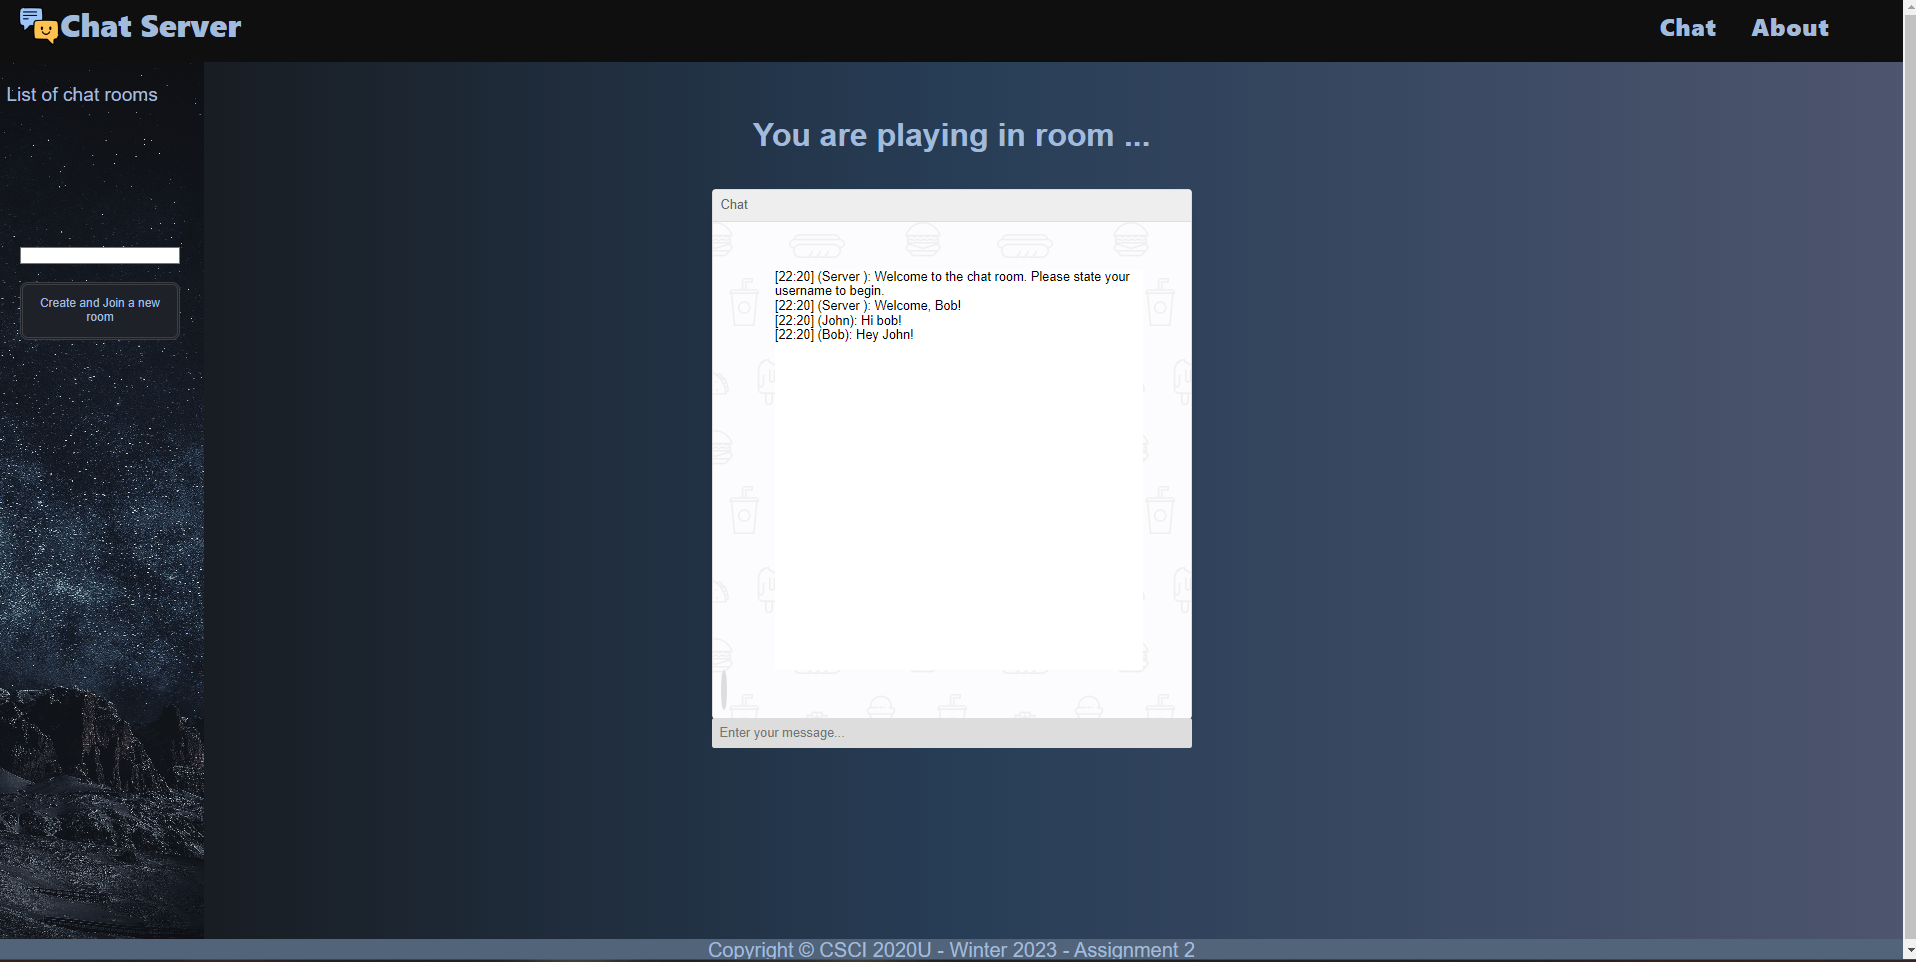 Chat Server
Chat About
List of chat rooms
Create and Join a new
room
You are playing in room ...
Chat
[22:20] (Server ): Welcome to the chat room. Please state your
username to begin.
[22:20] (Server ): Welcome, Bob!
[22:20] (John): Hi bob!
[22:20] (Bob): Hey John!
Enter your message...
Copyright © CSCI 2020U - Winter 2023 - Assignment 2